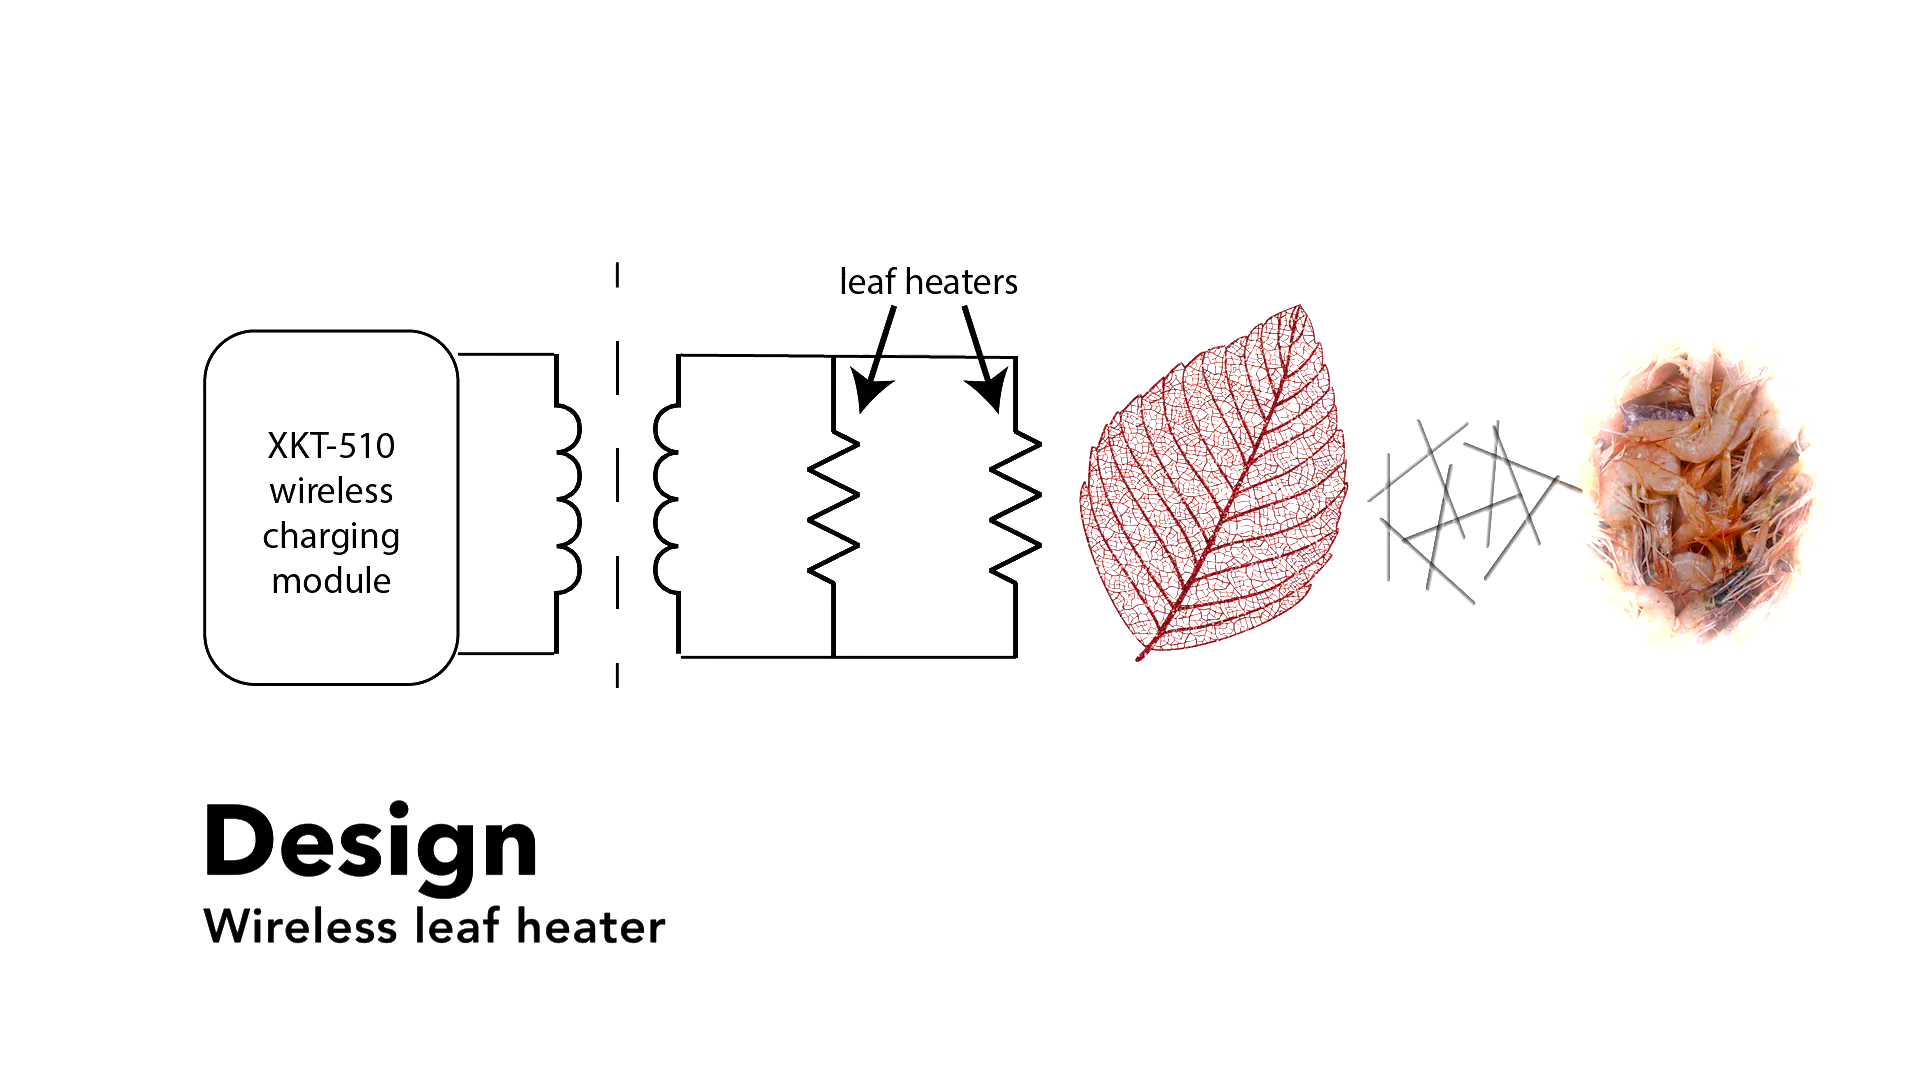 leaf heaters
XKT-510
wireless
charging
module
Design
Wireless leaf heater